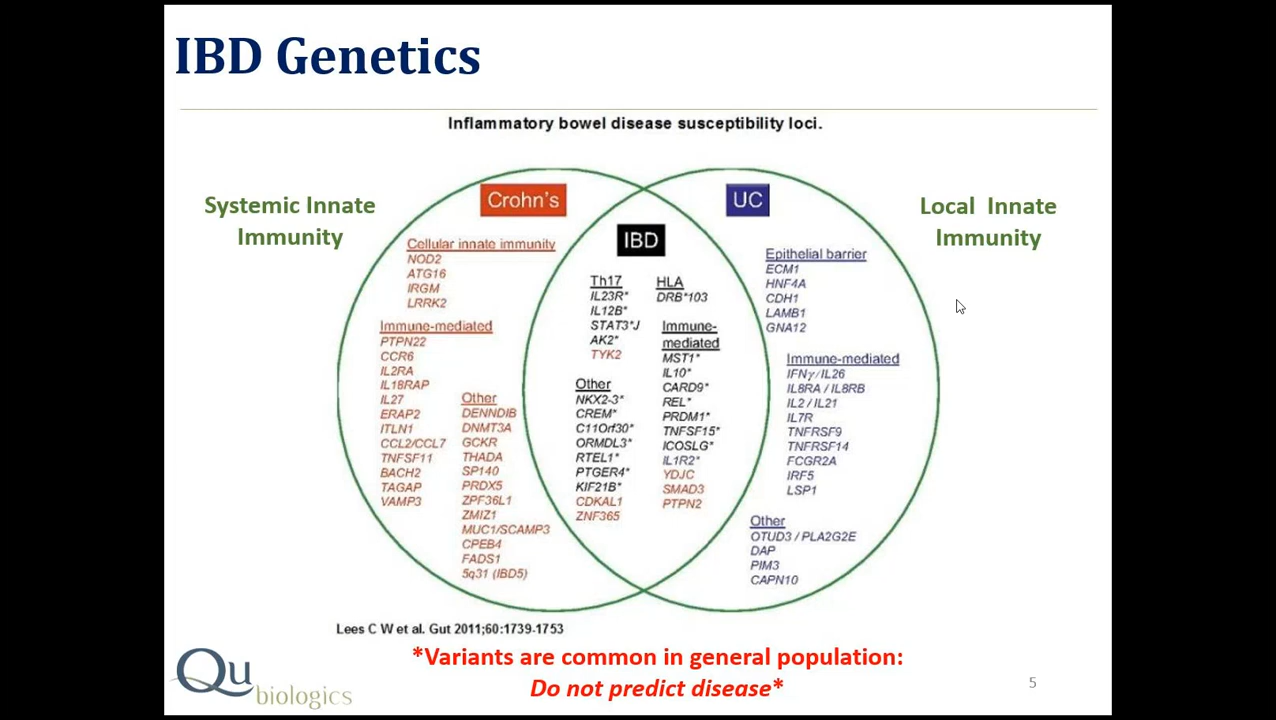 IBD Genetics
Inflammatory bowel disease susceptibility loci.
Systemic Innate
Immunity
Crohn's
Cellular innate immunity
NOD2
ATG16
IRGM
LRRK2
Immune-mediated
PTPN22
CCR6
IL2RA
IL18RAP
IL27
ERAP2
ITLN1
CCL2/CCL7
TNFSF11
BACH2
TAGAP
VAMP3
Other
DENNDIB
DNMT3A
GCKR
THADA
SP140
PRDX5
ZPF36L1
ZMIZ1
MUC1/SCAMP3
CPEB4
FADS1
5q31 (IBD5)
IBD
Th17
IL23R*
IL12B*
STAT3*J
AK2*
TYK2
Other
NKX2-3*
CREM*
C11Orf30*
ORMDL3*
RTEL1*
PTGER4*
KIF21B*
CDKAL1
ZNF365
HLA
DRB*103
Immune-
mediated
MST1*
IL10*
CARD9*
REL*
PRDM1*
TNFSF15*
ICOSLG*
IL1R2*
YDJC
SMAD3
PTPN2
UC
Epithelial barrier
ECM1
HNF4A
CDH1
LAMB1
GNA12
Immune-mediated
IFNγ/IL26
IL8RA / IL8RB
IL2 / IL21
IL7R
TNFRSF9
TNFRSF14
FCGR2A
IRF5
LSP1
Other
OTUD3 / PLA2G2E
DAP
PIM3
CAPN10
Local Innate
Immunity
Lees C W et al. Gut 2011;60:1739-1753
*Variants are common in general population:
Do not predict disease*
Qu
biologics
5